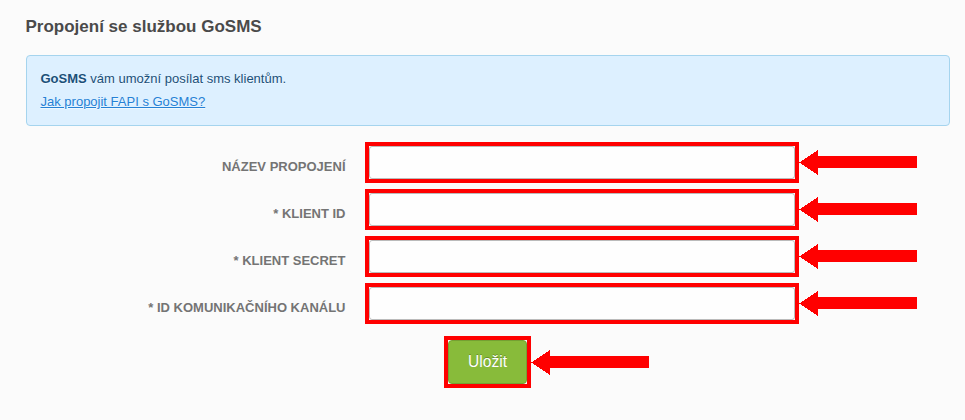 Propojení se službou GoSMS
GoSMS vám umožní posílat sms klientům.
Jak propojit FAPI s GoSMS?
NÁZEV PROPOJENÍ
* KLIENT ID
* KLIENT SECRET
* ID KOMUNIKAČNÍHO KANÁLU
Uložit